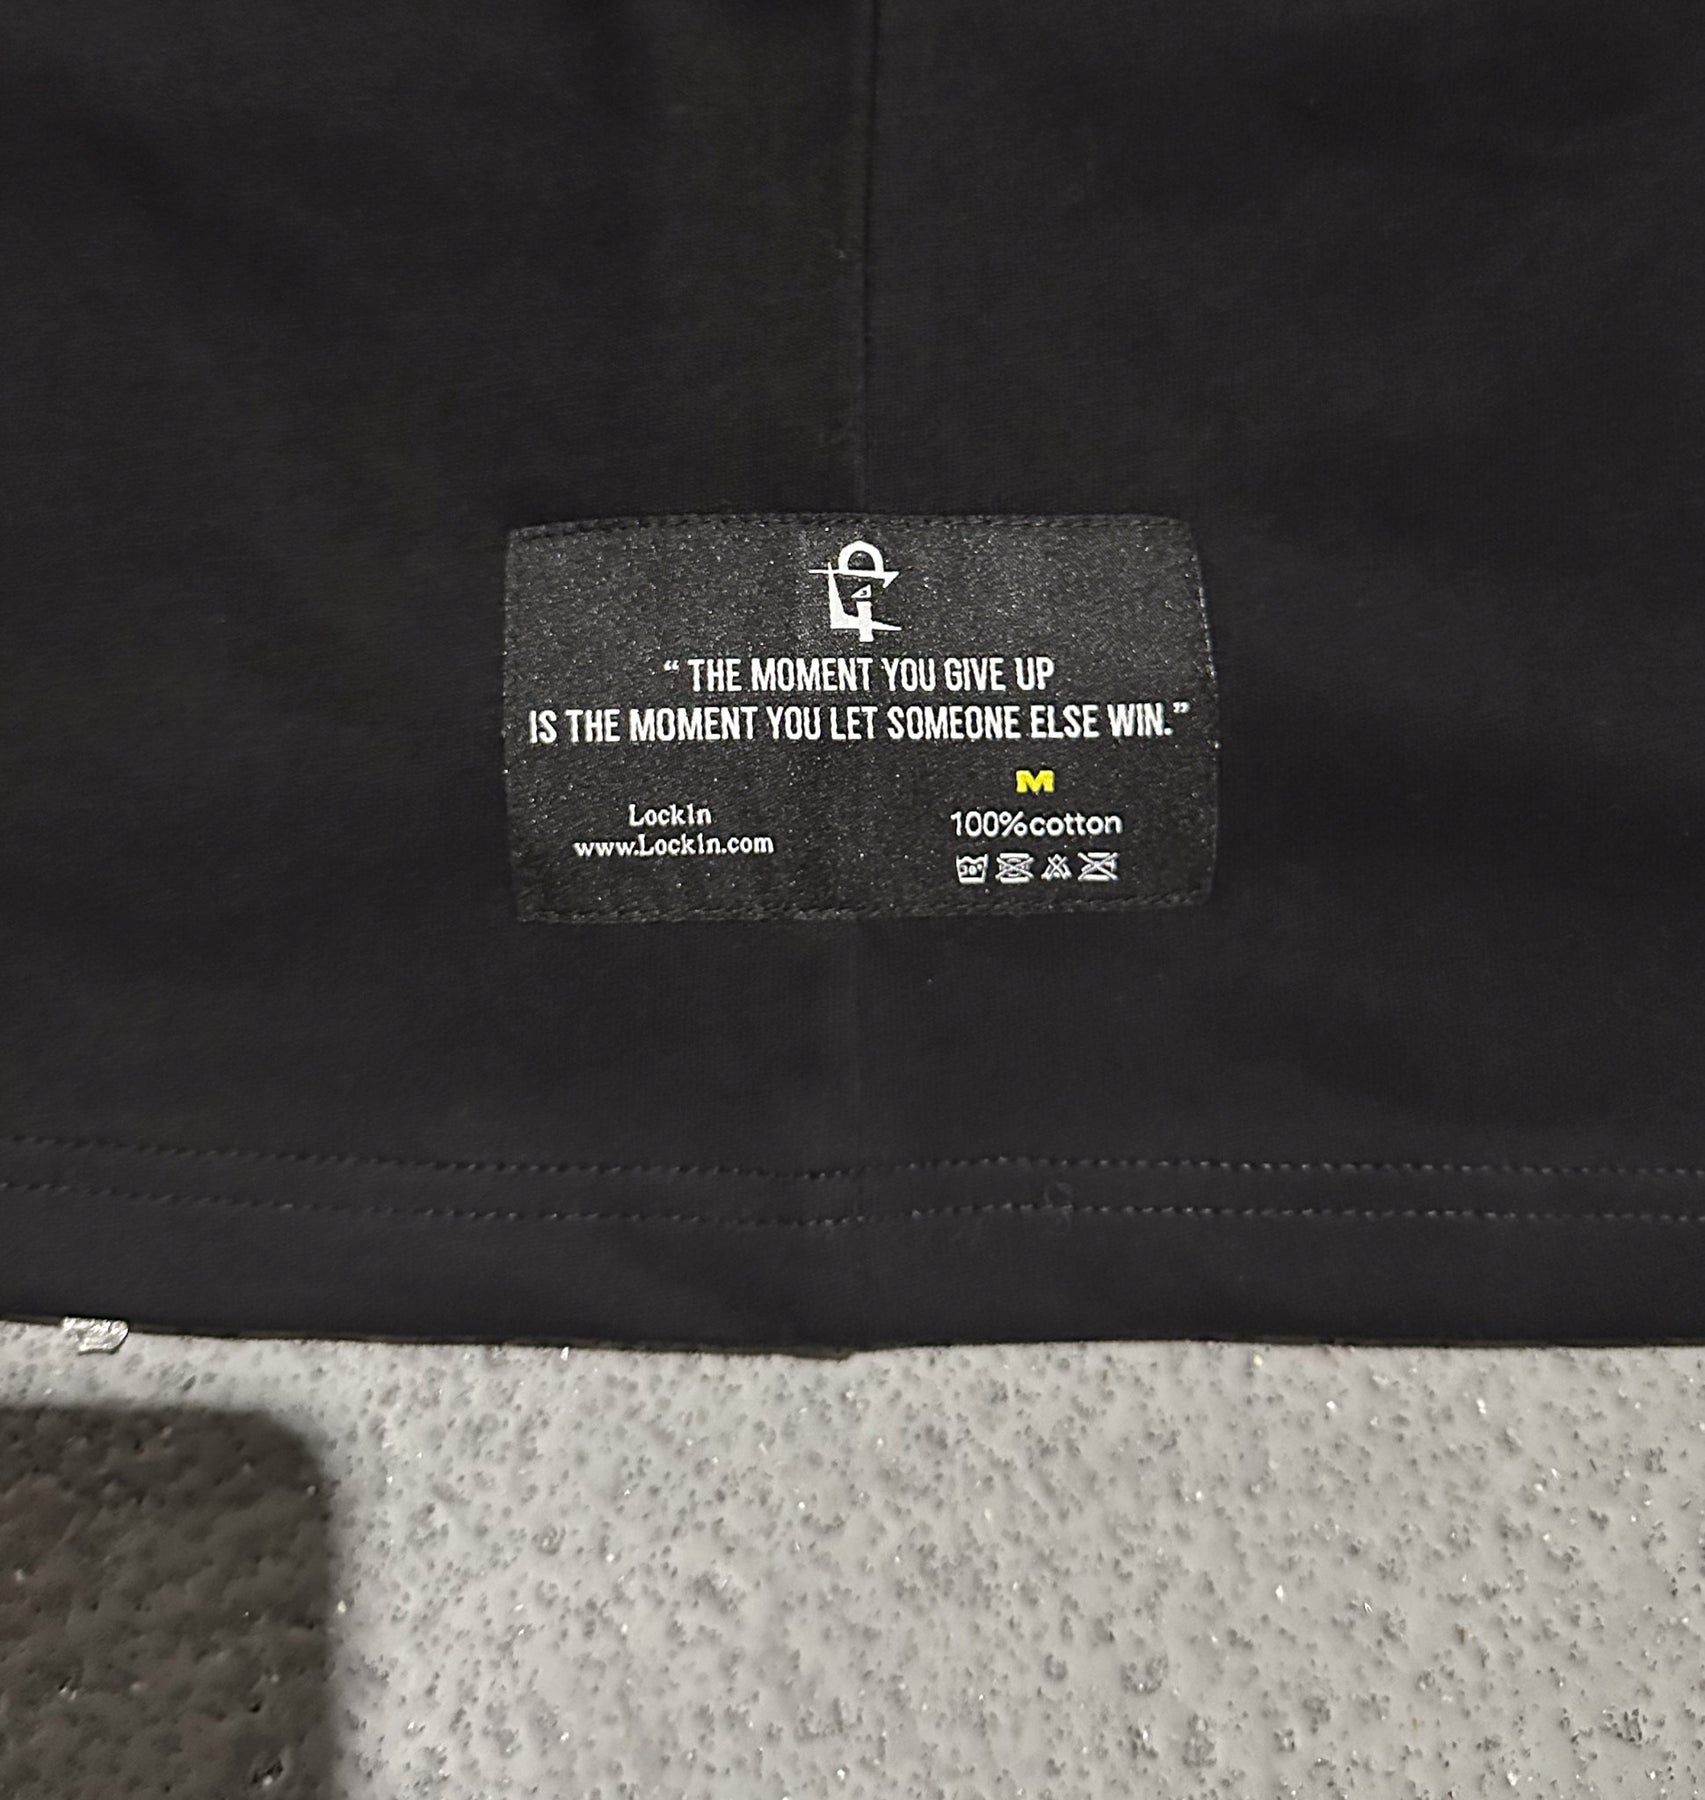 “ THE MOMENT YOU GIVE UP
IS THE MOMENT YOU LET SOMEONE ELSE WIN.”
M
LockIn
100%cotton
www.LockIn.com
30°